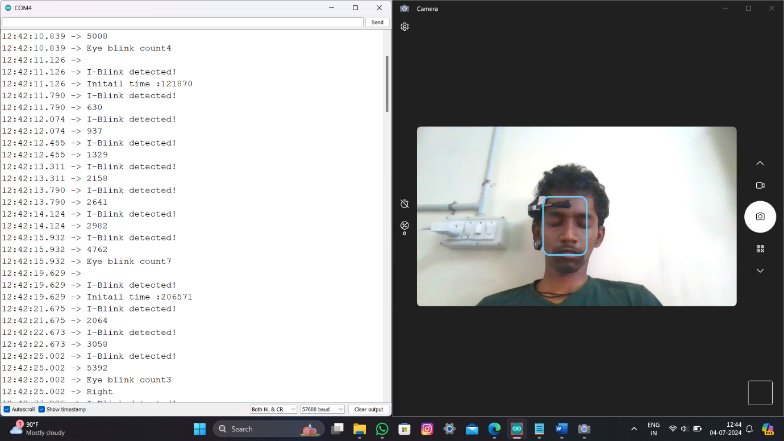 COM4
Send
12:42:10.839 -> 5008
12:42:10.839 -> Eye blink count4
12:42:11.126 ->
12:42:11.126 -> I-Blink detected!
12:42:11.126 -> Initail time :121870
12:42:11.790 -> I-Blink detected!
12:42:11.790 -> 630
12:42:12.074 -> I-Blink detected!
12:42:12.074 -> 937
12:42:12.455 -> I-Blink detected!
12:42:12.455 -> 1329
12:42:13.311 -> I-Blink detected!
12:42:13.311 -> 2158
12:42:13.790 -> I-Blink detected!
12:42:13.790 -> 2641
12:42:14.124 -> I-Blink detected!
12:42:14.124 -> 2982
12:42:15.932 -> I-Blink detected!
12:42:15.932 -> 4762
12:42:15.932 -> Eye blink count7
12:42:19.629 ->
12:42:19.629 -> I-Blink detected!
12:42:19.629 -> Initail time :206571
12:42:21.675 -> I-Blink detected!
12:42:21.675 -> 2064
12:42:22.673 -> I-Blink detected!
12:42:22.673 -> 3058
12:42:25.002 -> I-Blink detected!
12:42:25.002 -> 5392
12:42:25.002 -> Eye blink count3
12:42:25.002 -> Right
Autoscroll Show timestamp Both NL & CR 57600 baud Clear output
Camera
90°F
Mostly cloudy
Search
ENG
IN
12:44
04-07-2024